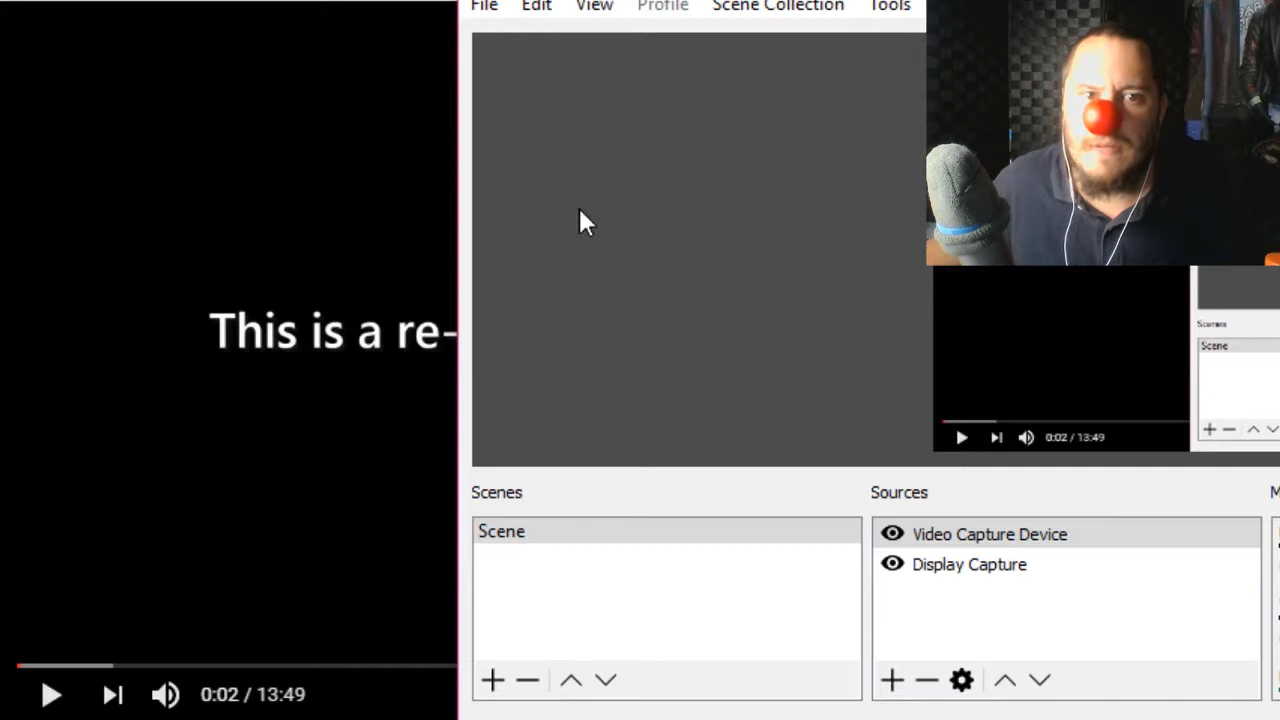 File Edit View Profile Scene Collection Tools
This is a re-
Scenes
Scene
0:02 / 13:49
Scenes Sources
Scene
Video Capture Device
Display Capture
0:02 / 13:49